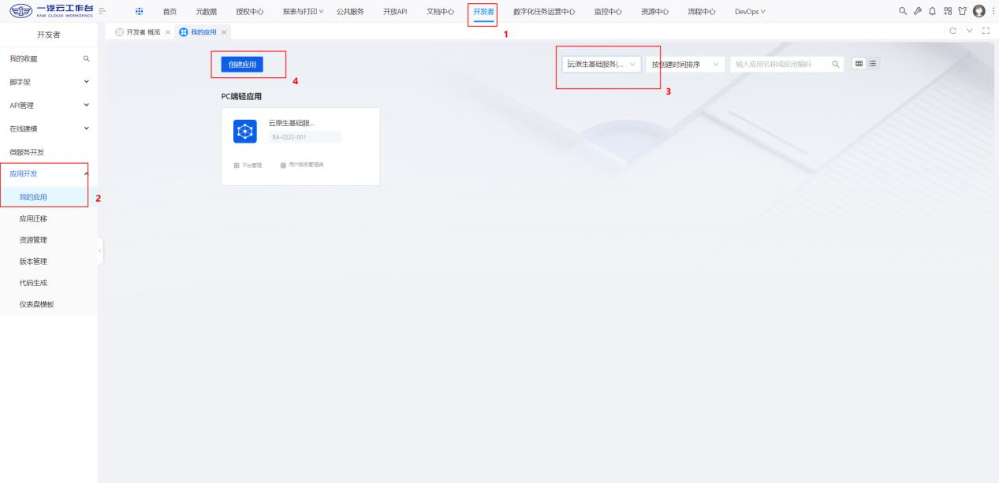 一汽云工作台
FAW CLOUD WORKSPACE
首页 元数据 授权中心 报表与打印 公共服务 开放API 文档中心 开发者 数字化任务运营中心 监控中心 资源中心 流程中心 DevOps
1
开发者
开发者 概览
我的应用
我的收藏
脚手架
API管理
在线建模
微服务开发
应用开发
我的应用
2
应用迁移
资源管理
版本管理
代码生成
仪表盘模板
创建应用
4
云原生基础服务(...
3
按创建时间排序
输入应用名称或应用编码
PC端轻应用
云原生基础服...
BA-0222-001
平台管理
用户服务管理端